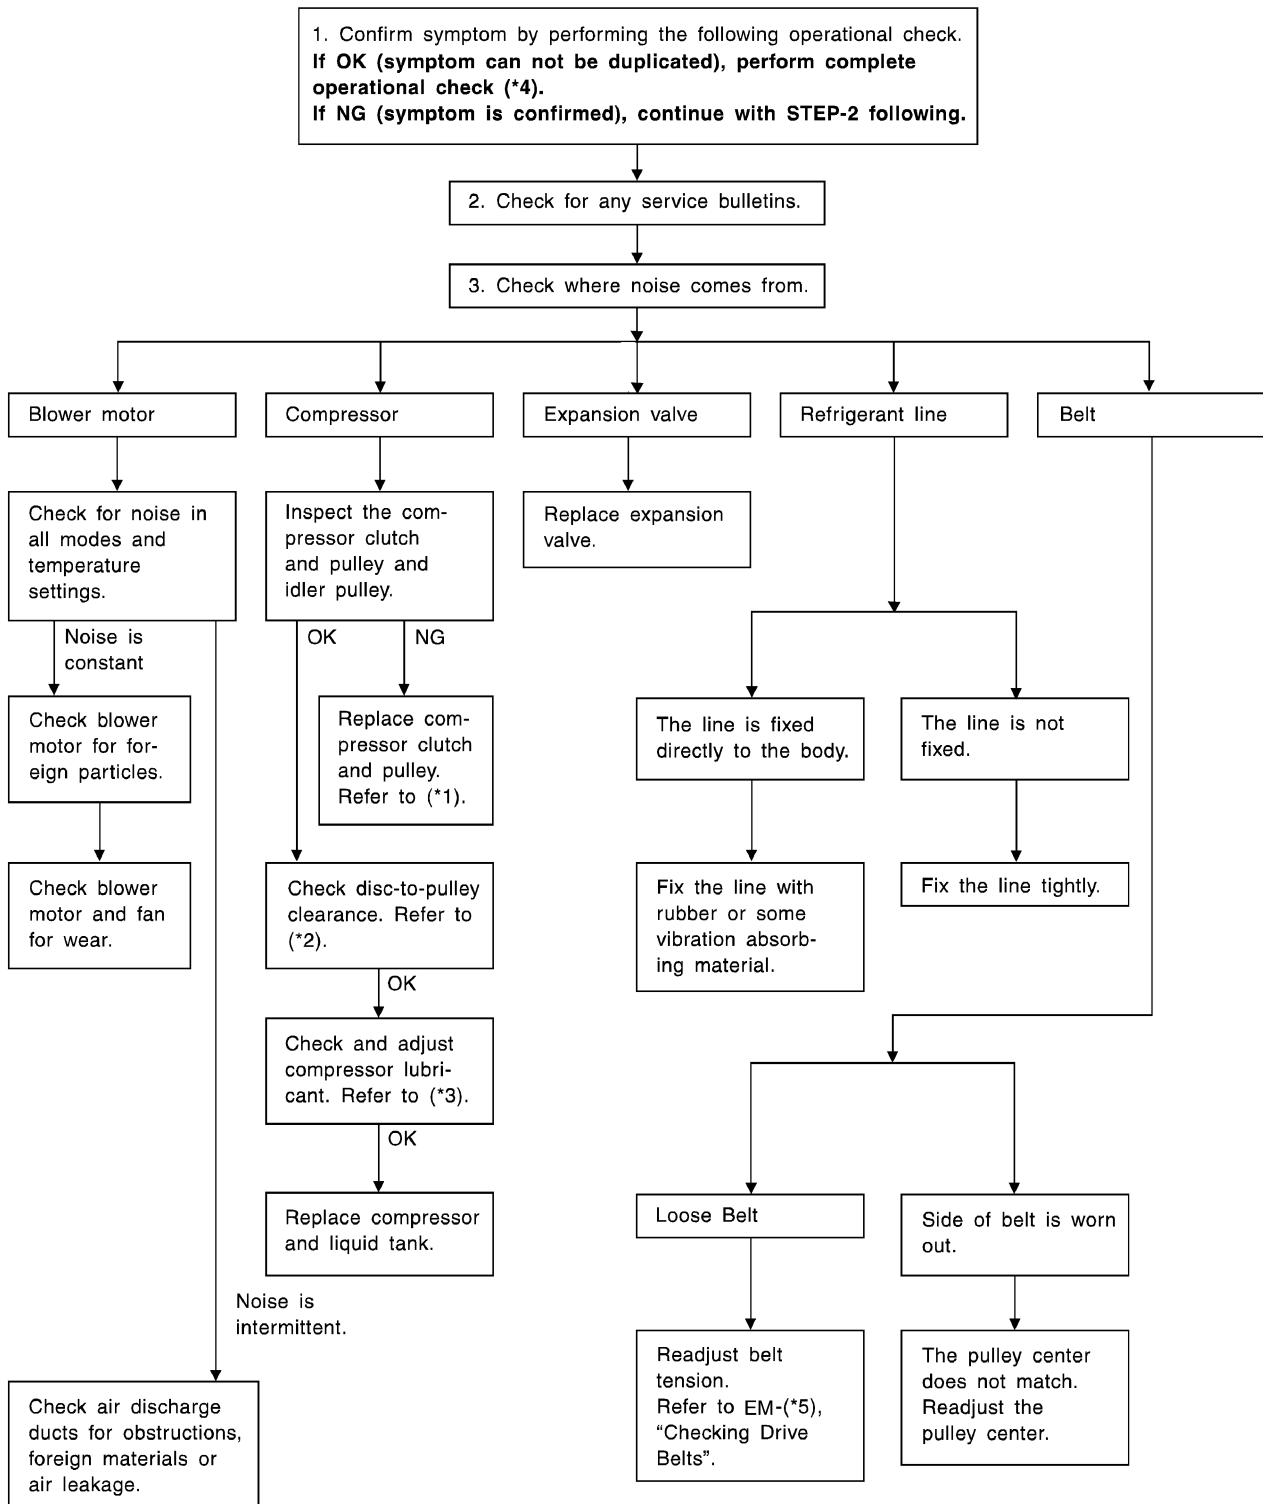 1. Confirm symptom by performing the following operational check.
If OK (symptom can not be duplicated), perform complete
operational check (*4).
If NG (symptom is confirmed), continue with STEP-2 following.
2. Check for any service bulletins.
3. Check where noise comes from.
Blower motor
Compressor
Expansion valve
Refrigerant line
Belt
Check for noise in
all modes and
temperature
settings.
Inspect the com-
pressor clutch
and pulley and
idler pulley.
Replace expansion
valve.
Noise is
constant
OK
NG
Check blower
motor for for-
eign particles.
Replace com-
pressor clutch
and pulley.
Refer to (*1).
The line is fixed
directly to the body.
The line is not
fixed.
Check blower
motor and fan
for wear.
Check disc-to-pulley
clearance. Refer to
(*2).
Fix the line with
rubber or some
vibration absorb-
ing material.
Fix the line tightly.
OK
Check and adjust
compressor lubri-
cant. Refer to (*3).
OK
Replace compressor
and liquid tank.
Loose Belt
Side of belt is worn
out.
Noise is
intermittent.
Check air discharge
ducts for obstructions,
foreign materials or
air leakage.
Readjust belt
tension.
Refer to EM-(*5),
“Checking Drive
Belts”.
The pulley center
does not match.
Readjust the
pulley center.